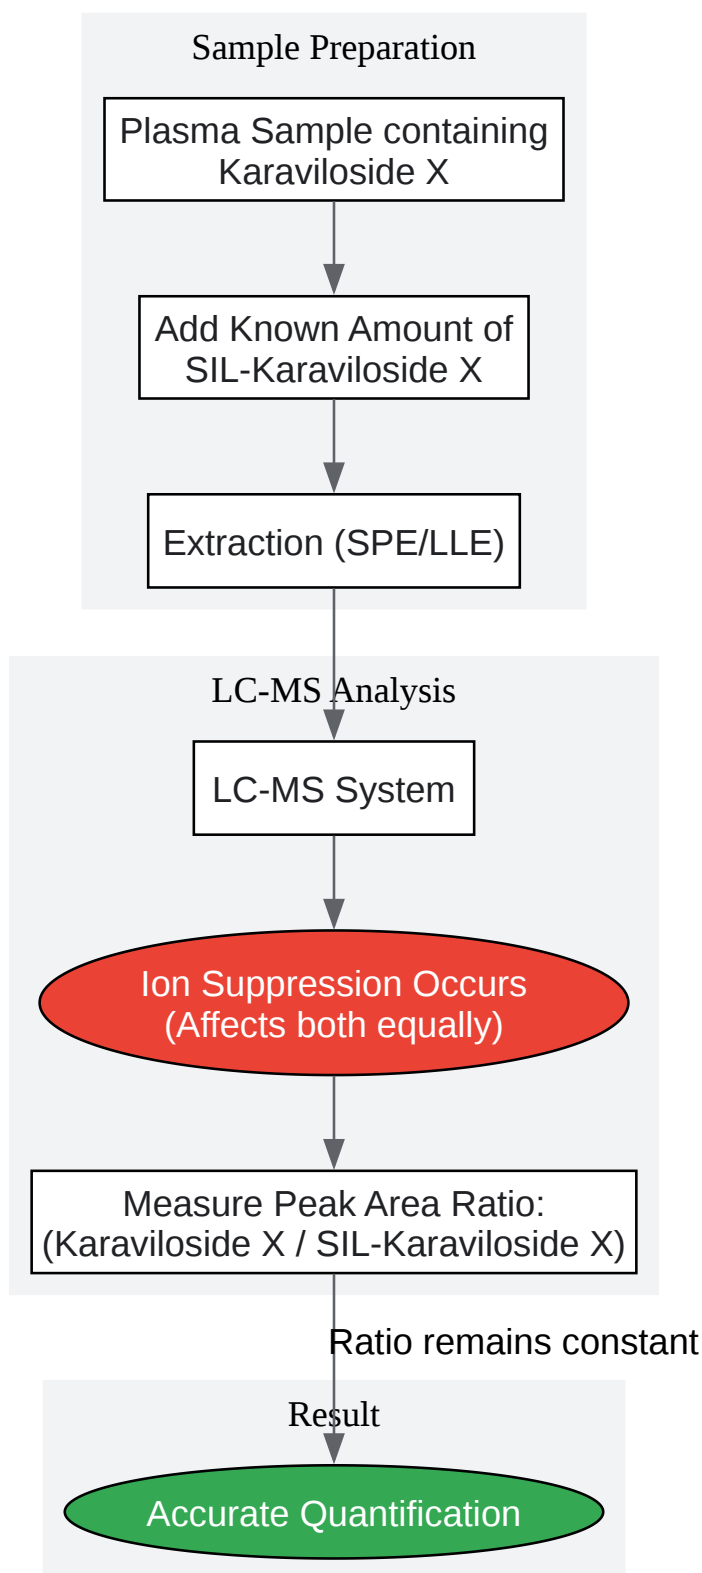 Sample Preparation
Plasma Sample containing
Karaviloside X
Add Known Amount of
SIL-Karaviloside X
Extraction (SPE/LLE)
LC-MS Analysis
LC-MS System
Ion Suppression Occurs
(Affects both equally)
Measure Peak Area Ratio:
(Karaviloside X / SIL-Karaviloside X)
Ratio remains constant
Result
Accurate Quantification